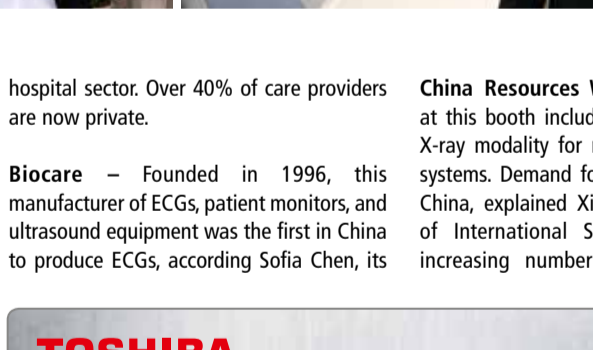 hospital sector. Over 40% of care providers
are now private.
Biocare – Founded in 1996, this
manufacturer of ECGs, patient monitors, and
ultrasound equipment was the first in China
to produce ECGs, according Sofia Chen, its
China Resources
at this booth
X-ray modality for
systems. Demand
China, explained
of International
increasing number
TOSHIBA